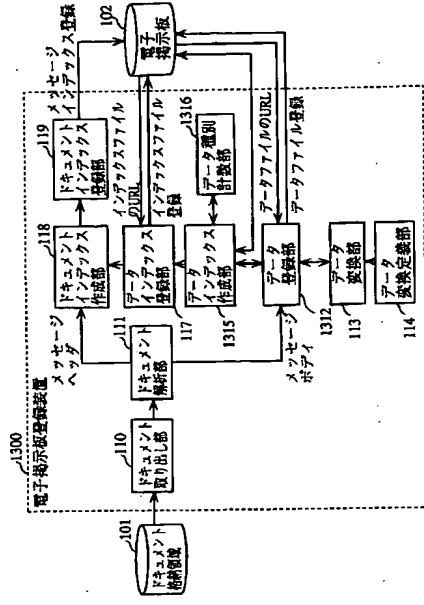 1300
電子掲示板登録装置
101
ドキュメント
格納領域
110
ドキュメント
取り出し部
111
ドキュメント
解析部
メッセージ
ヘッダ
メッセージ
ボディ
118
ドキュメント
インデックス
作成部
119
ドキュメント
インデックス
登録部
メッセージ
インデックス登録
117
データ
インデックス
登録部
インデックスファイル
のURL
インデックスファイル
登録
1315
データ
インデックス
作成部
1316
データ種別
計数部
1312
データ
登録部
データファイルのURL
データファイル登録
113
データ
変換部
114
データ
変換定義部
102
電子
掲示板